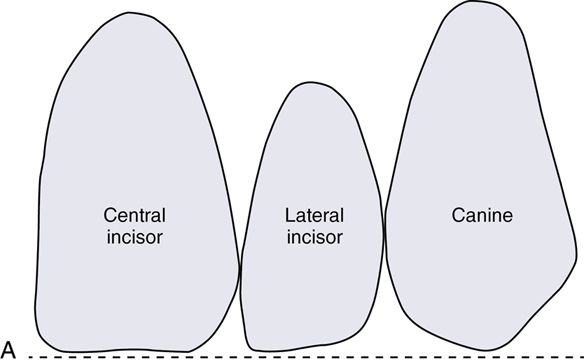 Central
incisor
Lateral
incisor
Canine
A